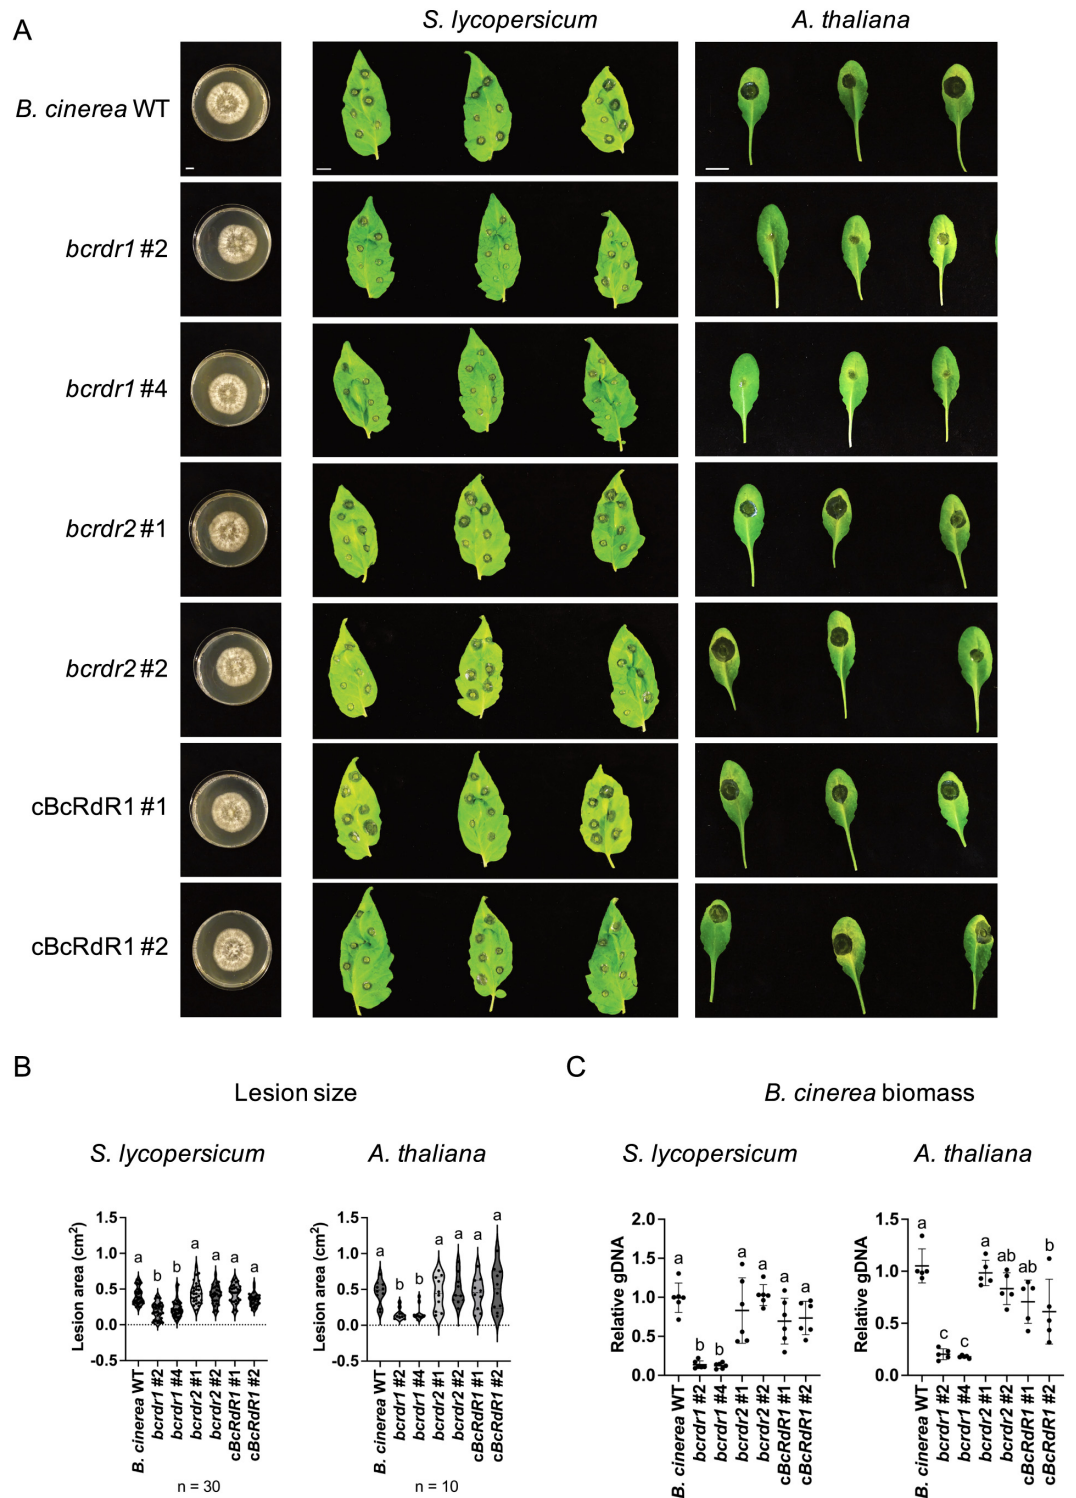 A
S. lycopersicum
A. thaliana
B. cinerea WT
bcrdr1 #2
bcrdr1 #4
bcrdr2 #1
bcrdr2 #2
cBcRdR1 #1
cBcRdR1 #2
B
Lesion size
S. lycopersicum
A. thaliana
Lesion area (cm²)
1.5
1.0
0.5
0.0
-0.5
a
b
b
a
a
a
a
B. cinerea WT
bcrdr1 #2
bcrdr1 #4
bcrdr2 #1
bcrdr2 #2
cBcRdR1 #1
cBcRdR1 #2
n = 30
Lesion area (cm²)
1.5
1.0
0.5
0.0
-0.5
a
b
b
a
a
a
a
B. cinerea WT
bcrdr1 #2
bcrdr1 #4
bcrdr2 #1
bcrdr2 #2
cBcRdR1 #1
cBcRdR1 #2
n = 10
C
B. cinerea biomass
S. lycopersicum
A. thaliana
Relative gDNA
2.0
1.5
1.0
0.5
0.0
a
b
b
a
a
a
a
B. cinerea WT
bcrdr1 #2
bcrdr1 #4
bcrdr2 #1
bcrdr2 #2
cBcRdR1 #1
cBcRdR1 #2
Relative gDNA
1.5
1.0
0.5
0.0
a
c
c
a
ab
ab
b
B. cinerea WT
bcrdr1 #2
bcrdr1 #4
bcrdr2 #1
bcrdr2 #2
cBcRdR1 #1
cBcRdR1 #2